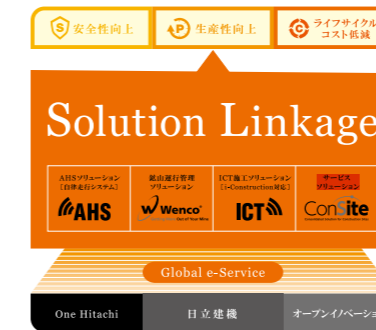 安全性向上
生産性向上
ライフサイクル
コスト低減
Solution Linkage
AHSソリューション
[自律走行システム]
AHS
鉱山運行管理
ソリューション
Wenco
ICT施工ソリューション
[i-Construction対応]
ICT
サービス
ソリューション
ConSite
Global e-Service
One Hitachi
日立建機
オープンイノベーショ